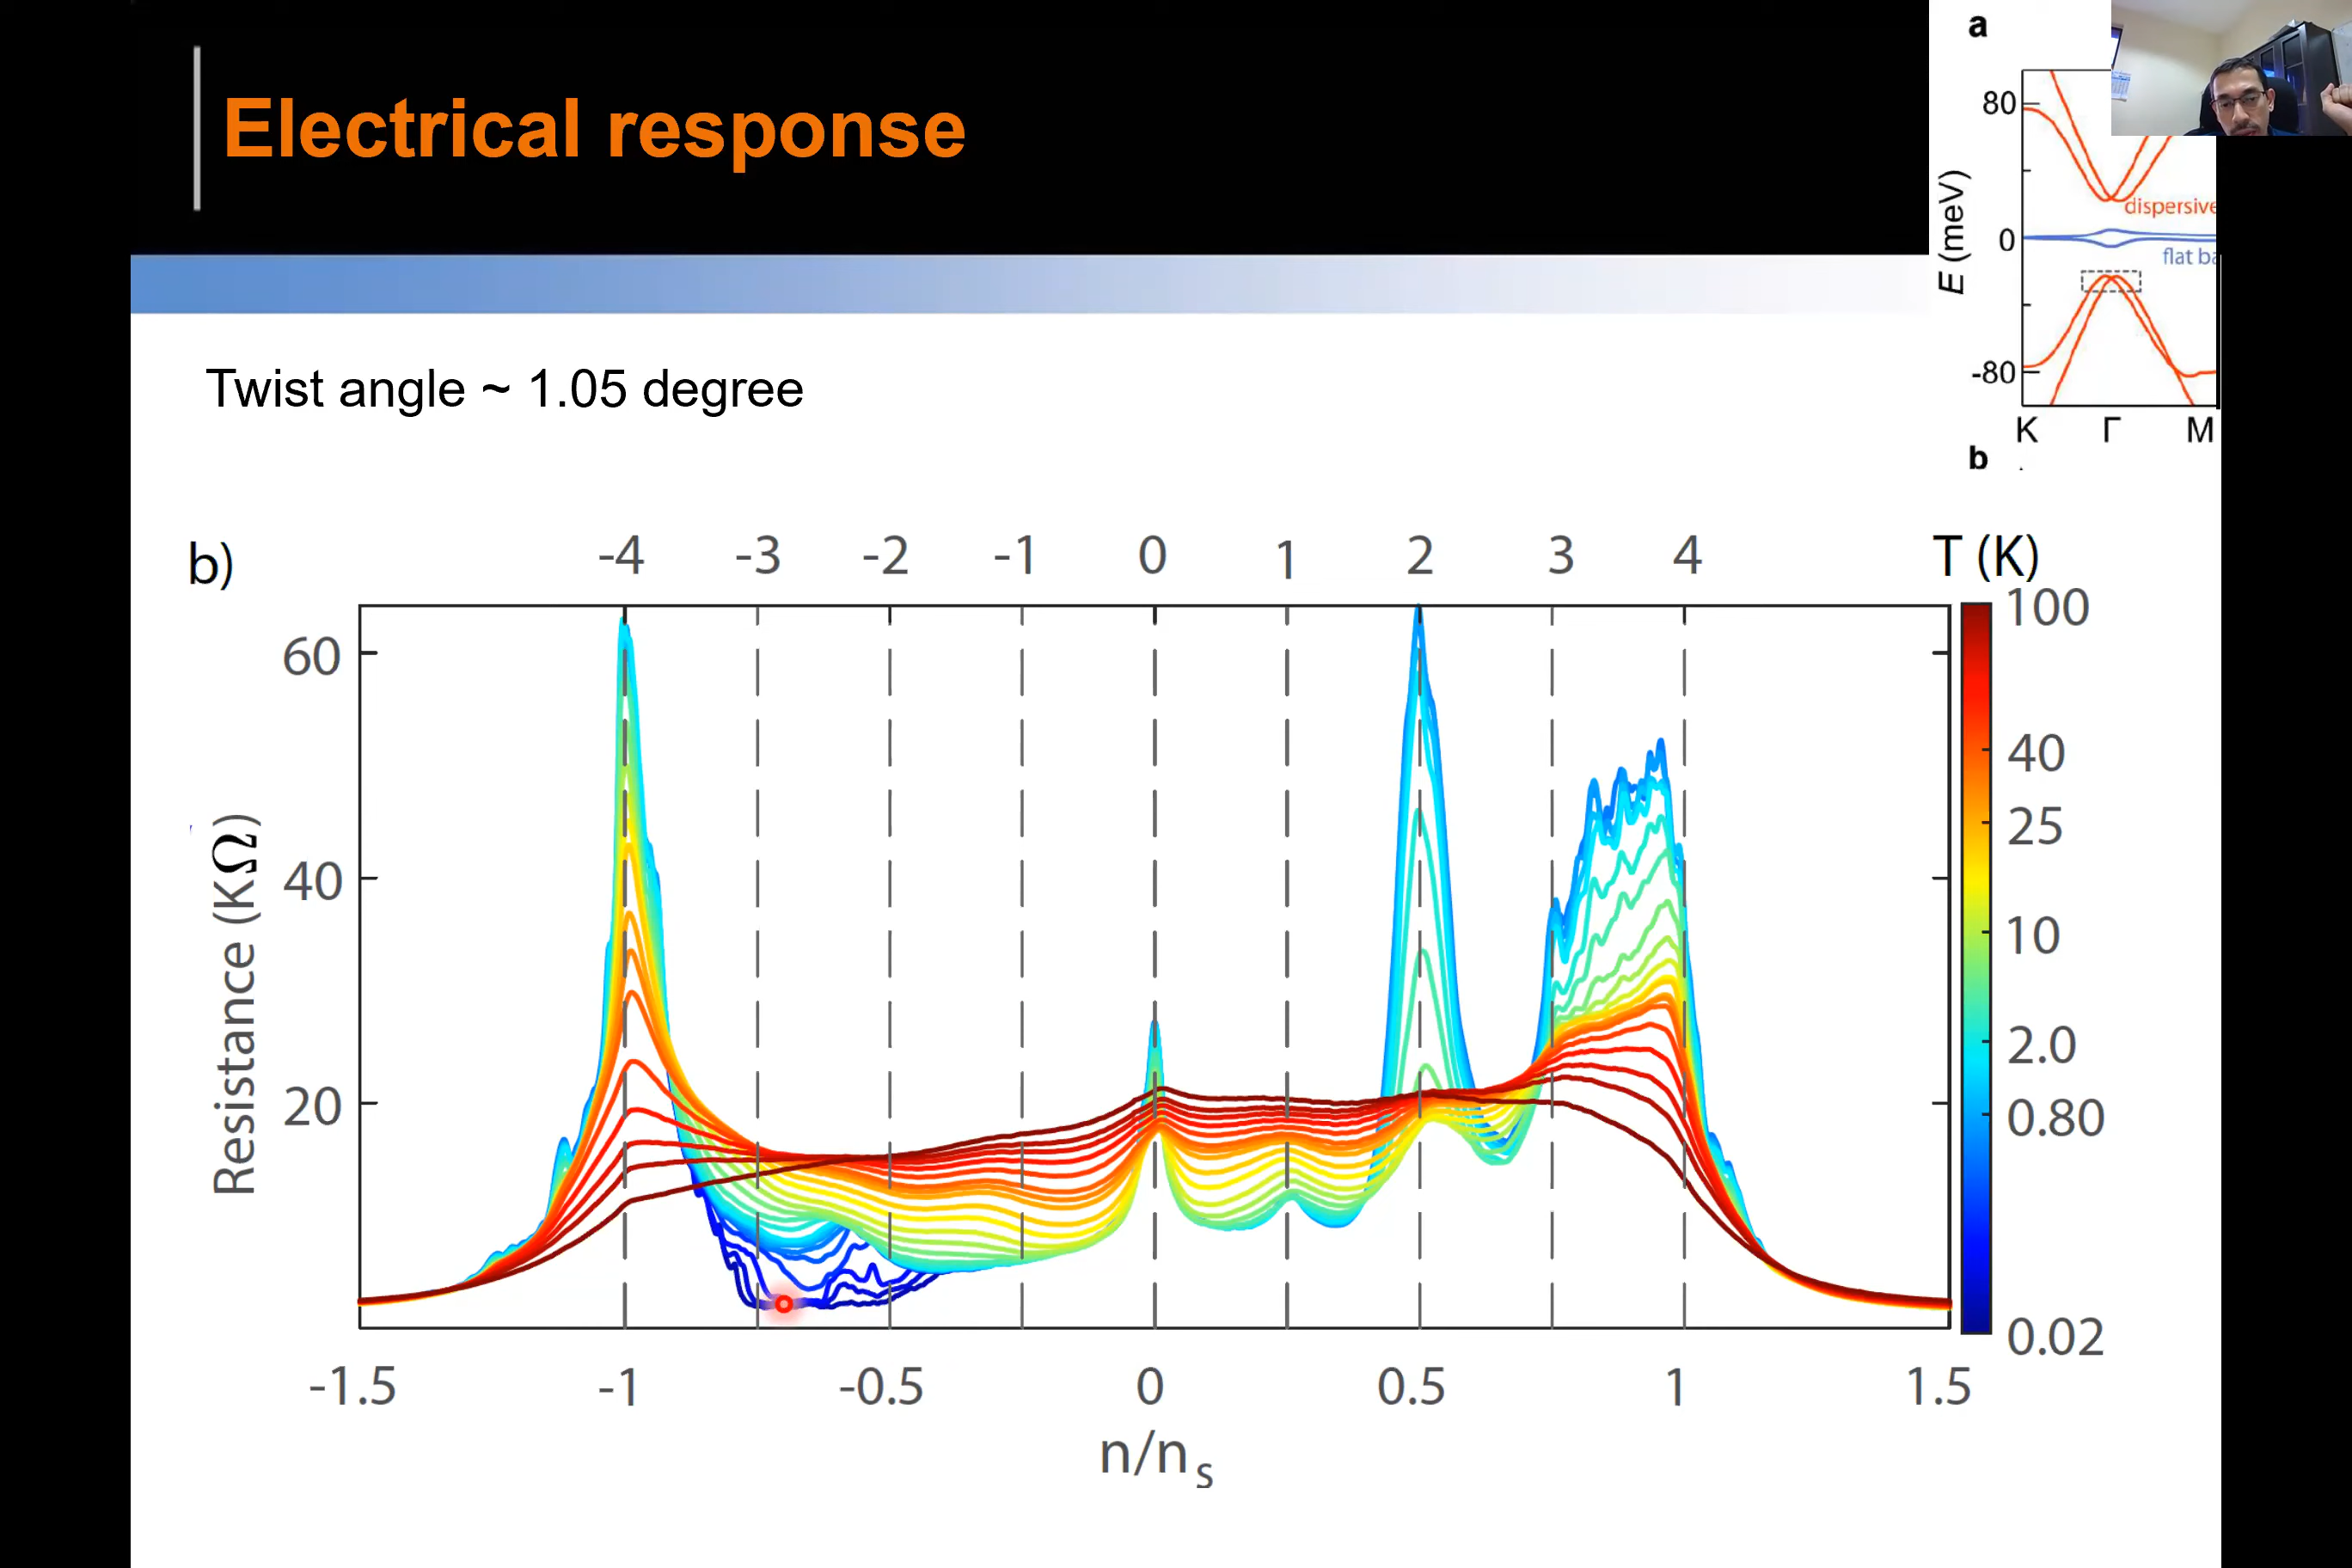 Electrical response
a
80
0
-80
E (meV)
dispersive
flat ba
K Γ M
b
Twist angle ~ 1.05 degree
b)
-4 -3 -2 -1 0 1 2 3 4
T (K)
60
40
20
Resistance (KΩ)
100
40
25
10
2.0
0.80
0.02
-1.5 -1 -0.5 0 0.5 1 1.5
n/ns